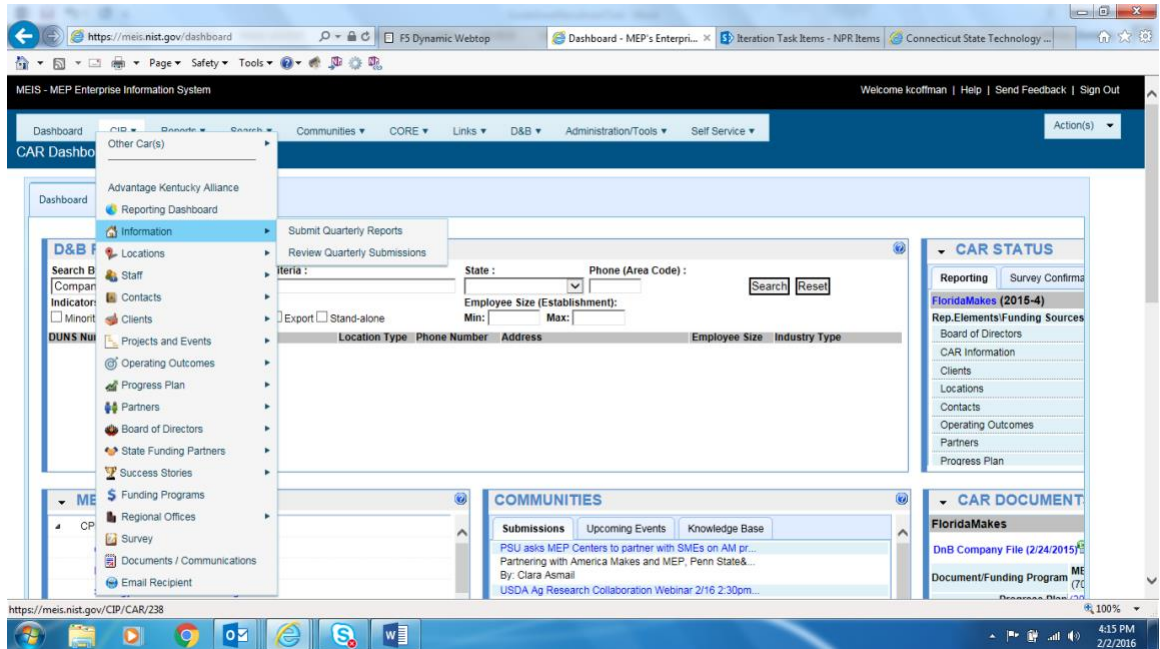 https://meis.nist.gov/dashboard
F5 Dynamic Webtop
Dashboard - MEP's Enterpri...
Iteration Task Items - NPR Items
Connecticut State Technology ...
Page Safety Tools
MEIS - MEP Enterprise Information System
Welcome kcoffman | Help | Send Feedback | Sign Out
Dashboard CIP Reports Search Communities CORE Links D&B Administration/Tools Self Service
Action(s)
CAR Dashbo
Other Car(s)
Advantage Kentucky Alliance
Reporting Dashboard
Information
Locations
Staff
Contacts
Clients
Projects and Events
Operating Outcomes
Progress Plan
Partners
Board of Directors
State Funding Partners
Success Stories
Funding Programs
Regional Offices
Survey
Documents / Communications
Email Recipient
Submit Quarterly Reports
Review Quarterly Submissions
Dashboard
D&B
Search B
iteria : State : Phone (Area Code) :
Compan
Search Reset
Indicator
Employee Size (Establishment):
Minorit
Export Stand-alone Min: Max:
DUNS Nu
Location Type Phone Number Address Employee Size Industry Type
CAR STATUS
Reporting Survey Confirma
FloridaMakes (2015-4)
Rep.Elements\Funding Sources
Board of Directors
CAR Information
Clients
Locations
Contacts
Operating Outcomes
Partners
Progress Plan
ME
CP
COMMUNITIES
Submissions Upcoming Events Knowledge Base
PSU asks MEP Centers to partner with SMEs on AM pr...
Partnering with America Makes and MEP, Penn State&...
By: Clara Asmail
USDA Ag Research Collaboration Webinar 2/16 2:30pm...
CAR DOCUMENT
FloridaMakes
DnB Company File (2/24/2015)
Document/Funding Program ME
(70
Progress Plan
https://meis.nist.gov/CIP/CAR/238
100%
4:15 PM
2/2/2016